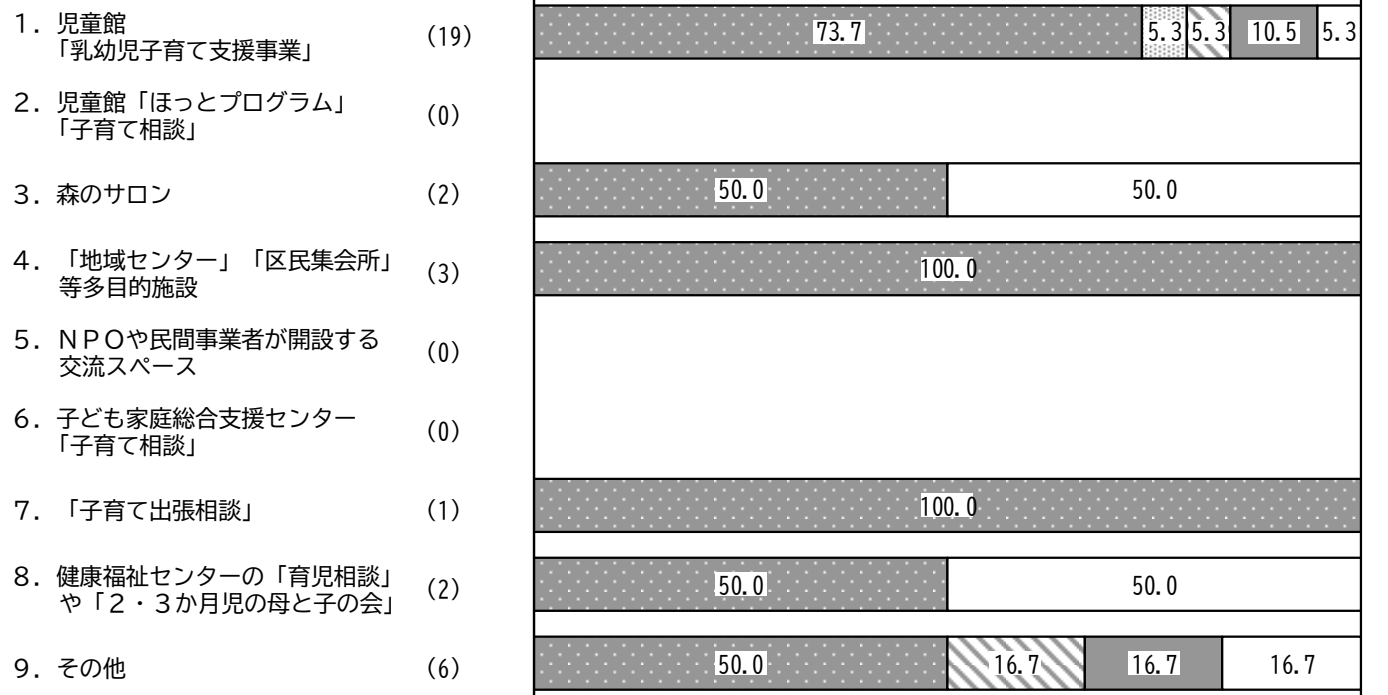 １．児童館
「乳幼児子育て支援事業」 (19) 73.7 5.3 5.3 10.5 5.3
２．児童館「ほっとプログラム」
「子育て相談」 (0)
３．森のサロン (2) 50.0 50.0
４．「地域センター」「区民集会所」
等多目的施設 (3) 100.0
５．ＮＰＯや民間事業者が開設する
交流スペース (0)
６．子ども家庭総合支援センター
「子育て相談」 (0)
７．「子育て出張相談」 (1) 100.0
８．健康福祉センターの「育児相談」
や「２・３か月児の母と子の会」 (2) 50.0 50.0
９．その他 (6) 50.0 16.7 16.7 16.7